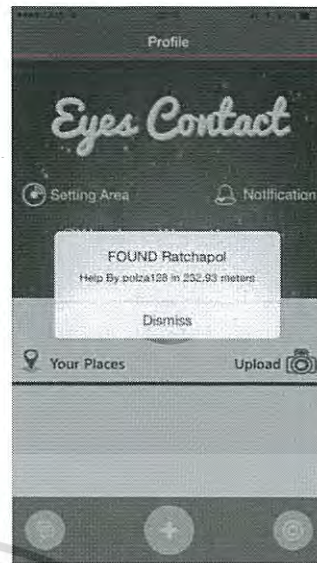 Profile
Eyes Contact
Setting Area Notification
FOUND Ratchapol
Help By polza128 in 232.93 meters
Dismiss
Your Places Upload